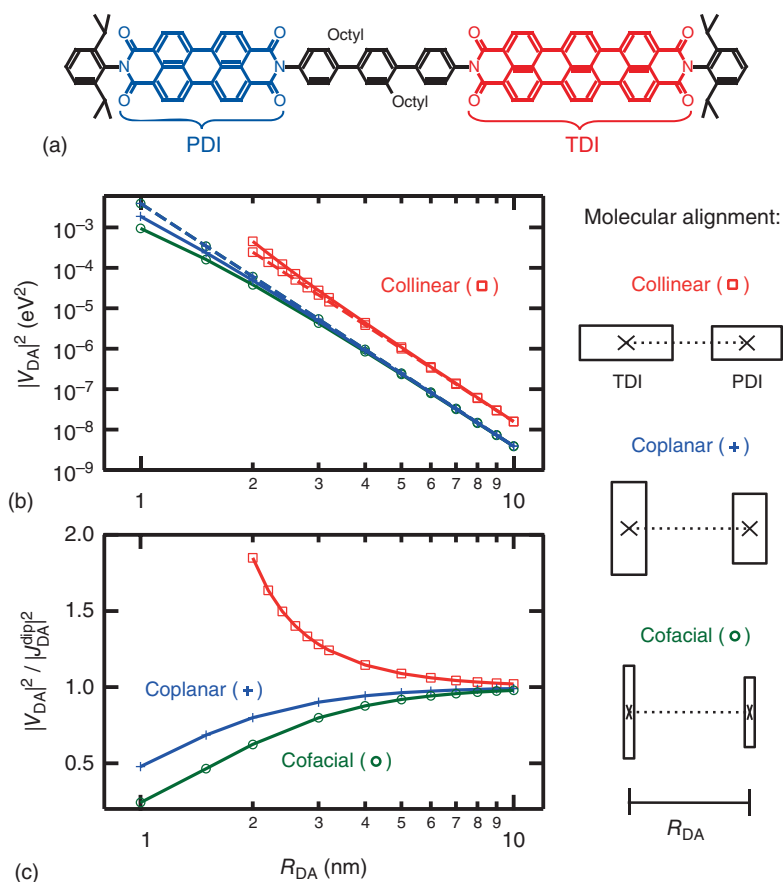 Octyl
O O O O
N N N N
Octyl
O O O O
(a) PDI TDI
10⁻³
10⁻⁴
10⁻⁵
10⁻⁶
10⁻⁷
10⁻⁸
10⁻⁹
|V_DA|² (eV²)
Collinear (□)
1 2 3 4 5 6 7 8 9 10
(b)
Molecular alignment:
Collinear (□)
TDI PDI
Coplanar (+)
Cofacial (○)
R_DA
2.0
1.5
1.0
0.5
|V_DA|² / |J_DA^dip|²
Coplanar (+)
Cofacial (○)
1 2 3 4 5 6 7 8 9 10
R_DA (nm)
(c)